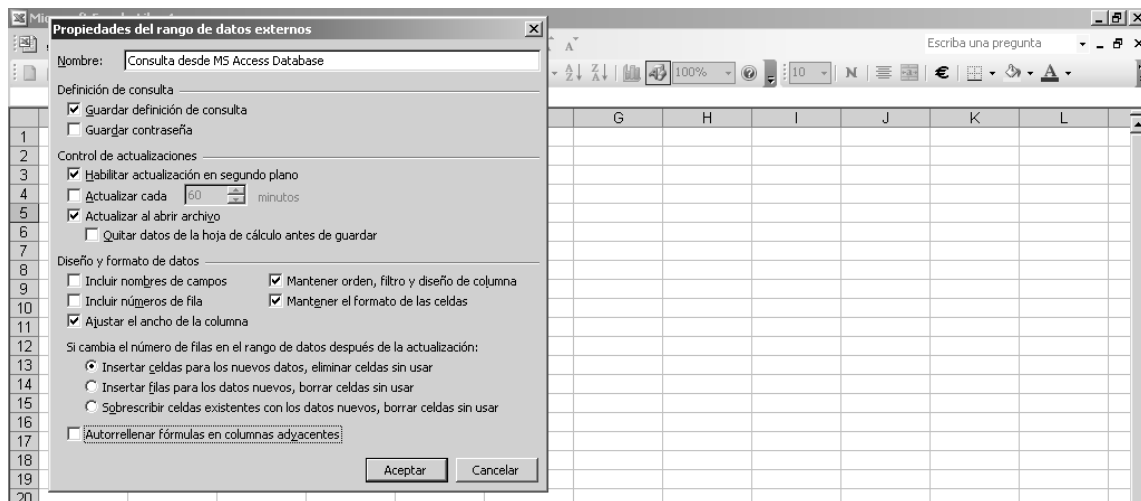 Propiedades del rango de datos externos
Escriba una pregunta
Nombre: Consulta desde MS Access Database
100% 10 N €
Definición de consulta
Guardar definición de consulta
Guardar contraseña
G H I J K L
Control de actualizaciones
Habilitar actualización en segundo plano
Actualizar cada 60 minutos
Actualizar al abrir archivo
Quitar datos de la hoja de cálculo antes de guardar
Diseño y formato de datos
Incluir nombres de campos Mantener orden, filtro y diseño de columna
Incluir números de fila Mantener el formato de las celdas
Ajustar el ancho de la columna
Si cambia el número de filas en el rango de datos después de la actualización:
Insertar celdas para los nuevos datos, eliminar celdas sin usar
Insertar filas para los datos nuevos, borrar celdas sin usar
Sobrescribir celdas existentes con los datos nuevos, borrar celdas sin usar
Autorrellenar fórmulas en columnas adyacentes
Aceptar Cancelar
1
2
3
4
5
6
7
8
9
10
11
12
13
14
15
16
17
18
19
20